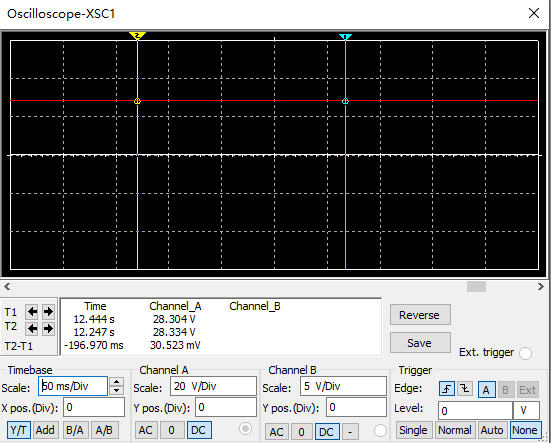 Oscilloscope-XSC1
2 1
T1
T2
T2-T1
Time Channel_A Channel_B
12.444 s 28.304 V
12.247 s 28.334 V
-196.970 ms 30.523 mV
Reverse
Save
Ext. trigger
Timebase
Scale: 50 ms/Div
X pos.(Div): 0
Y/T Add B/A A/B
Channel A
Scale: 20 V/Div
Y pos.(Div): 0
AC 0 DC
Channel B
Scale: 5 V/Div
Y pos.(Div): 0
AC 0 DC -
Trigger
Edge: A B Ext
Level: 0 V
Single Normal Auto None